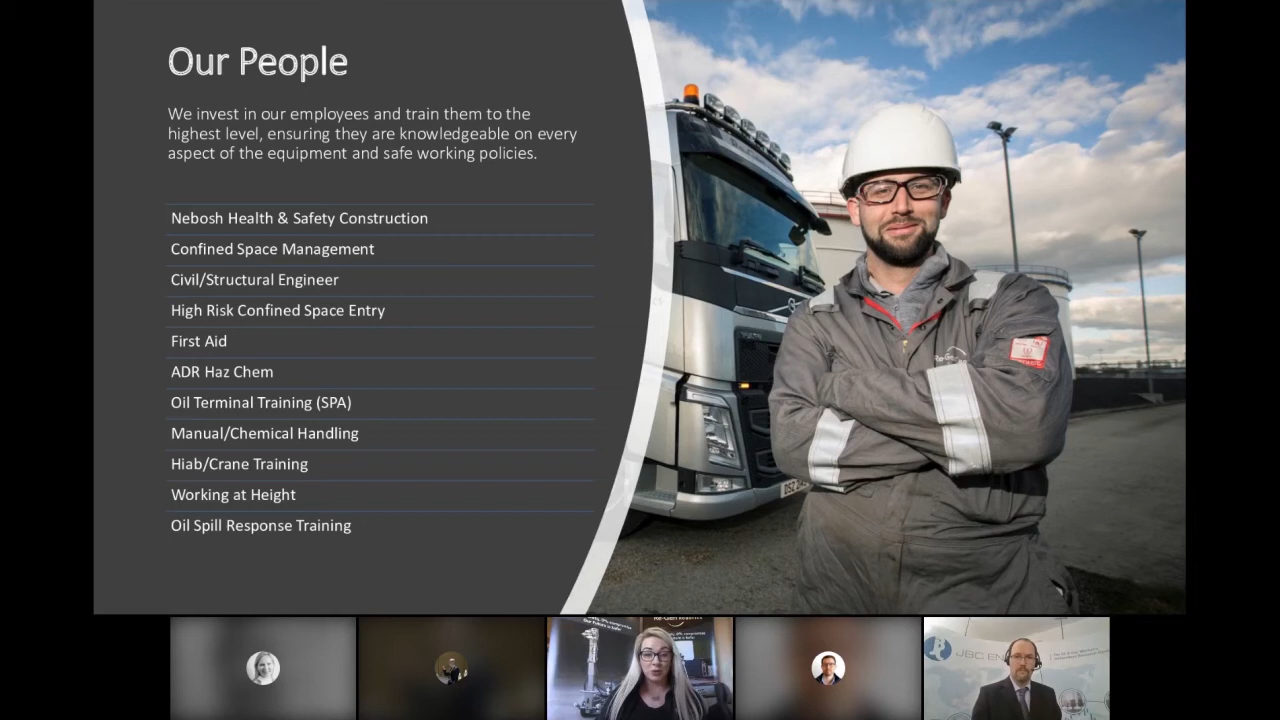 Our People
We invest in our employees and train them to the
highest level, ensuring they are knowledgeable on every
aspect of the equipment and safe working policies.
Nebosh Health & Safety Construction
Confined Space Management
Civil/Structural Engineer
High Risk Confined Space Entry
First Aid
ADR Haz Chem
Oil Terminal Training (SPA)
Manual/Chemical Handling
Hiab/Crane Training
Working at Height
Oil Spill Response Training
JBC EN